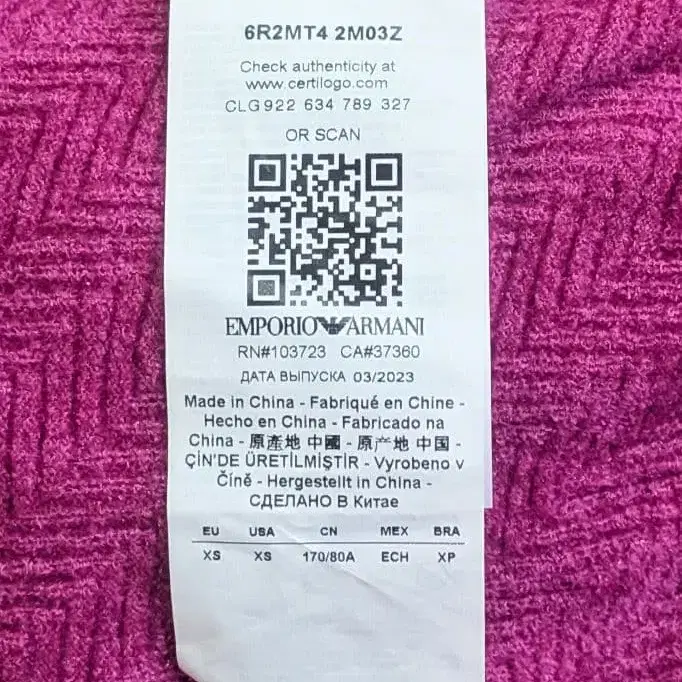 6R2MT4 2M03Z
Check authenticity at
www.certilogo.com
CLG 922 634 789 327
OR SCAN
EMPORIO ARMANI
RN#103723 CA#37360
ДАТА ВЫПУСКА 03/2023
Made in China - Fabriqué en Chine -
Hecho en China - Fabricado na
China - 原產地 中國 - 原产地 中国 -
ÇİN'DE ÜRETİLMİŞTİR - Vyrobeno v
Číně - Hergestellt in China -
СДЕЛАНО В Китае
EU USA CN MEX BRA
XS XS 170/80A ECH XP